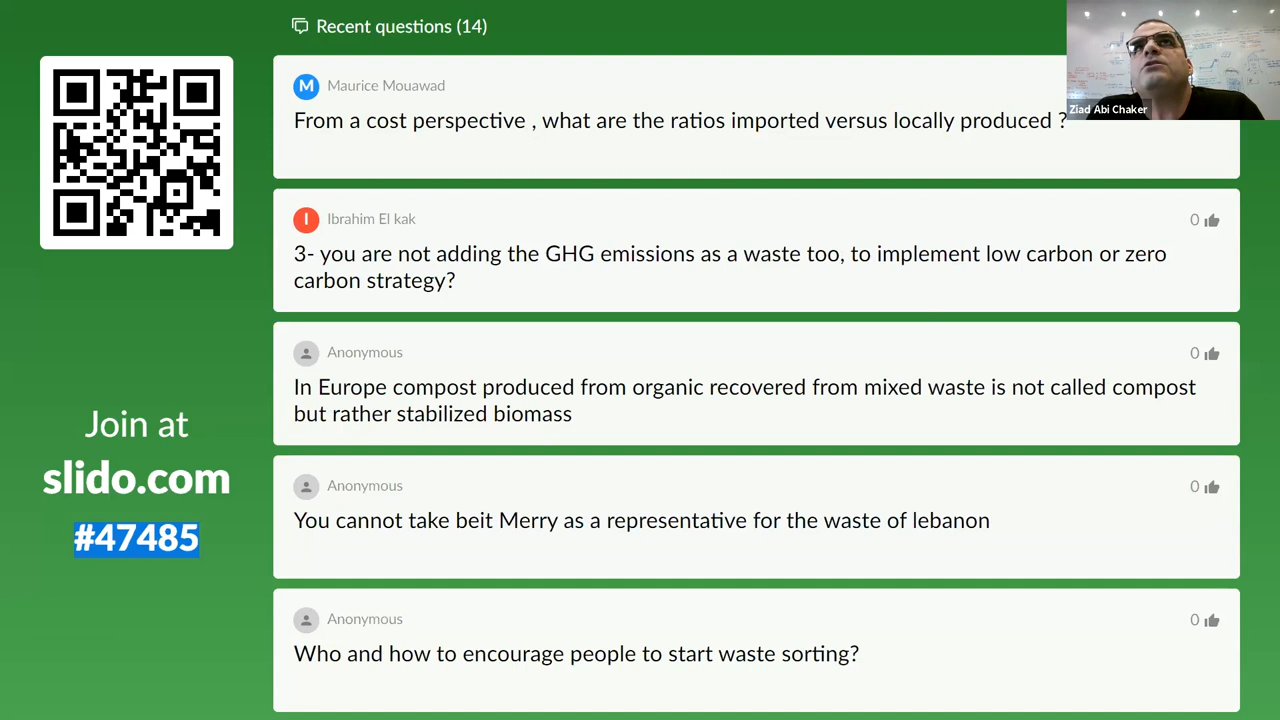 Recent questions (14)
M Maurice Mouawad
From a cost perspective , what are the ratios imported versus locally produced ?
Ziad Abi Chaker
I Ibrahim El kak
0
3- you are not adding the GHG emissions as a waste too, to implement low carbon or zero
carbon strategy?
Anonymous
0
In Europe compost produced from organic recovered from mixed waste is not called compost
but rather stabilized biomass
Anonymous
0
You cannot take beit Merry as a representative for the waste of lebanon
Anonymous
0
Who and how to encourage people to start waste sorting?
Join at
slido.com
#47485